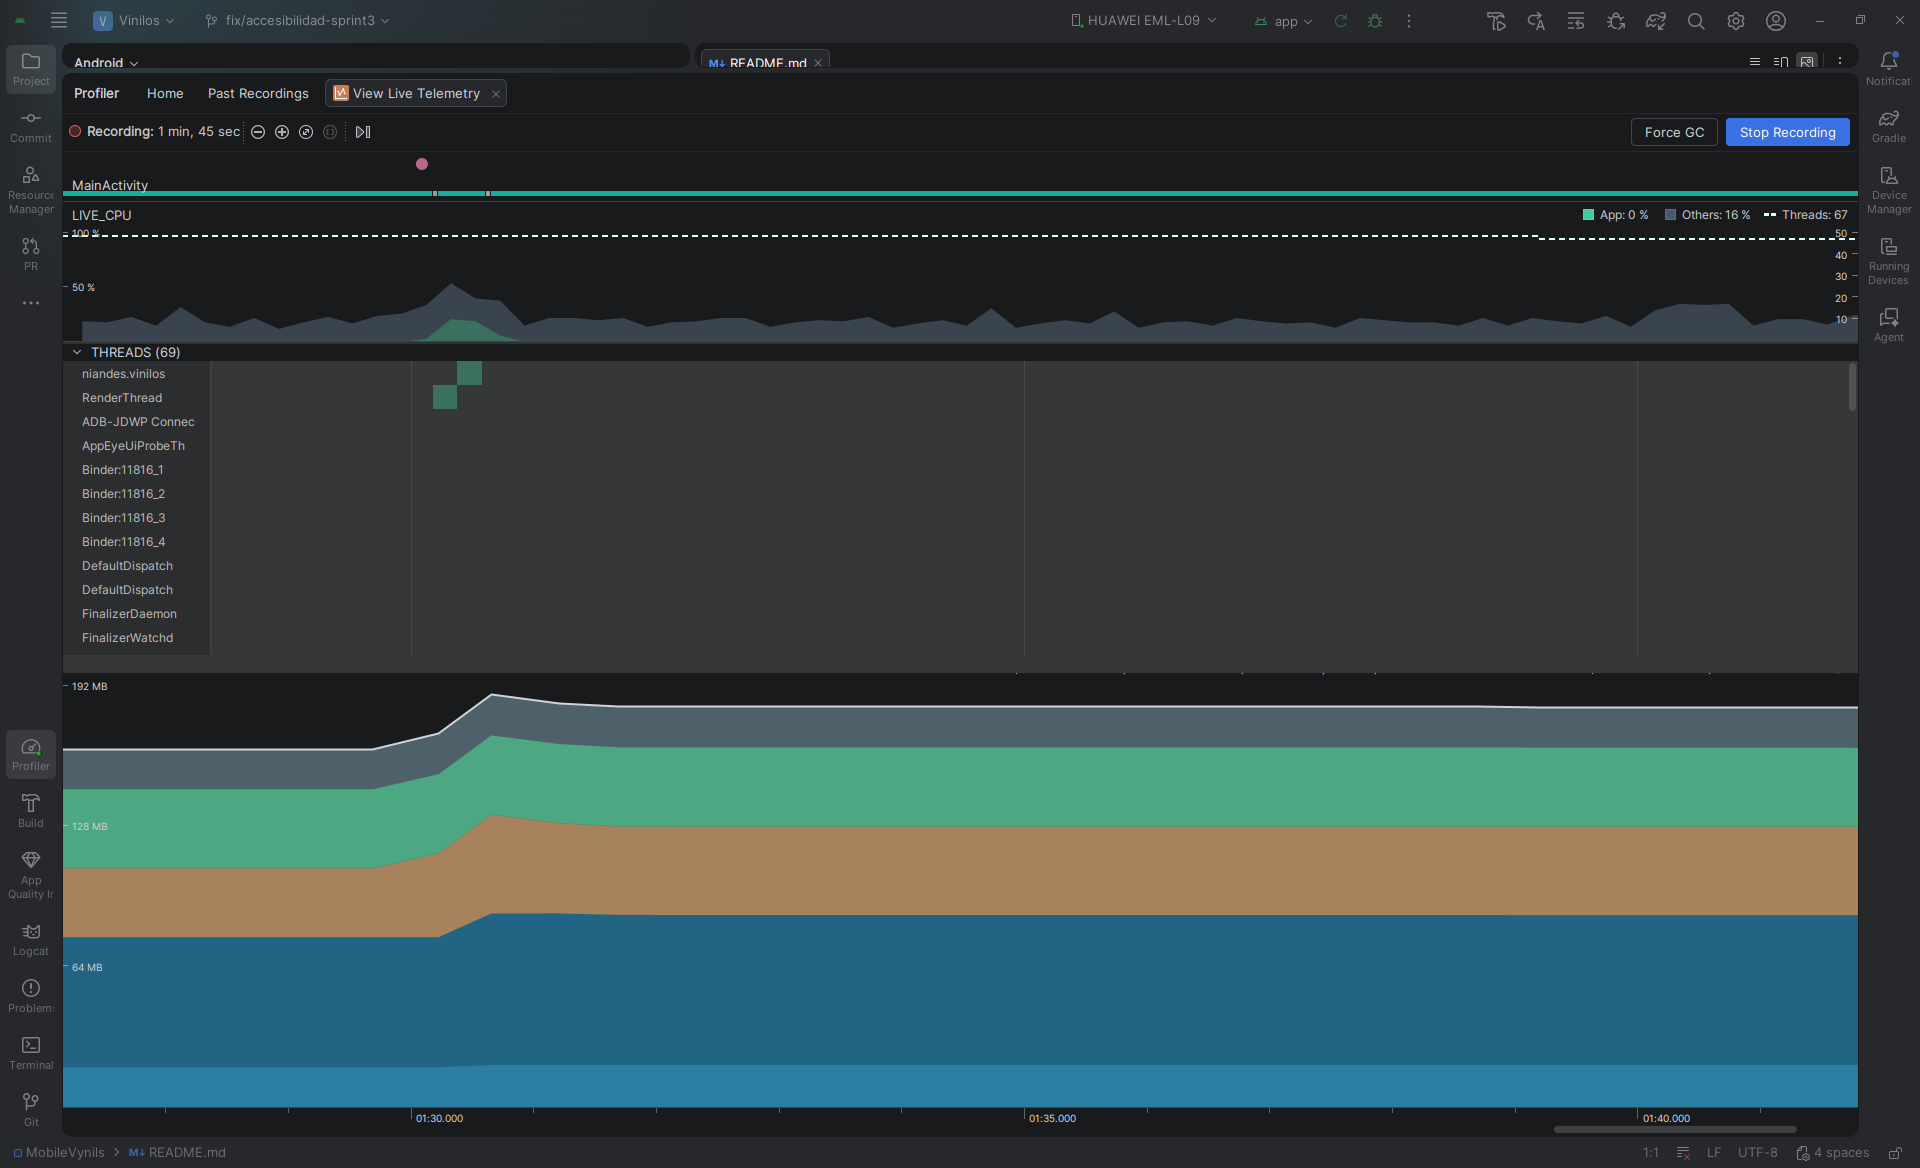 V Vinilos
fix/accesibilidad-sprint3
HUAWEI EML-L09
app
Project
Commit
Resource
Manager
PR
Profiler
Build
App
Quality Ir
Logcat
Problem
Terminal
Git
Android
M↓ README.md
Profiler Home Past Recordings View Live Telemetry
Recording: 1 min, 45 sec
Force GC Stop Recording
MainActivity
LIVE_CPU
App: 0 % Others: 16 % Threads: 67
100 %
50 %
50
40
30
20
10
THREADS (69)
niandes.vinilos
RenderThread
ADB-JDWP Connec
AppEyeUiProbeTh
Binder:11816_1
Binder:11816_2
Binder:11816_3
Binder:11816_4
DefaultDispatch
DefaultDispatch
FinalizerDaemon
FinalizerWatchd
192 MB
128 MB
64 MB
01:30.000 01:35.000 01:40.000
Notificat
Gradle
Device
Manager
Running
Devices
Agent
MobileVynils M↓ README.md
1:1 LF UTF-8 4 spaces